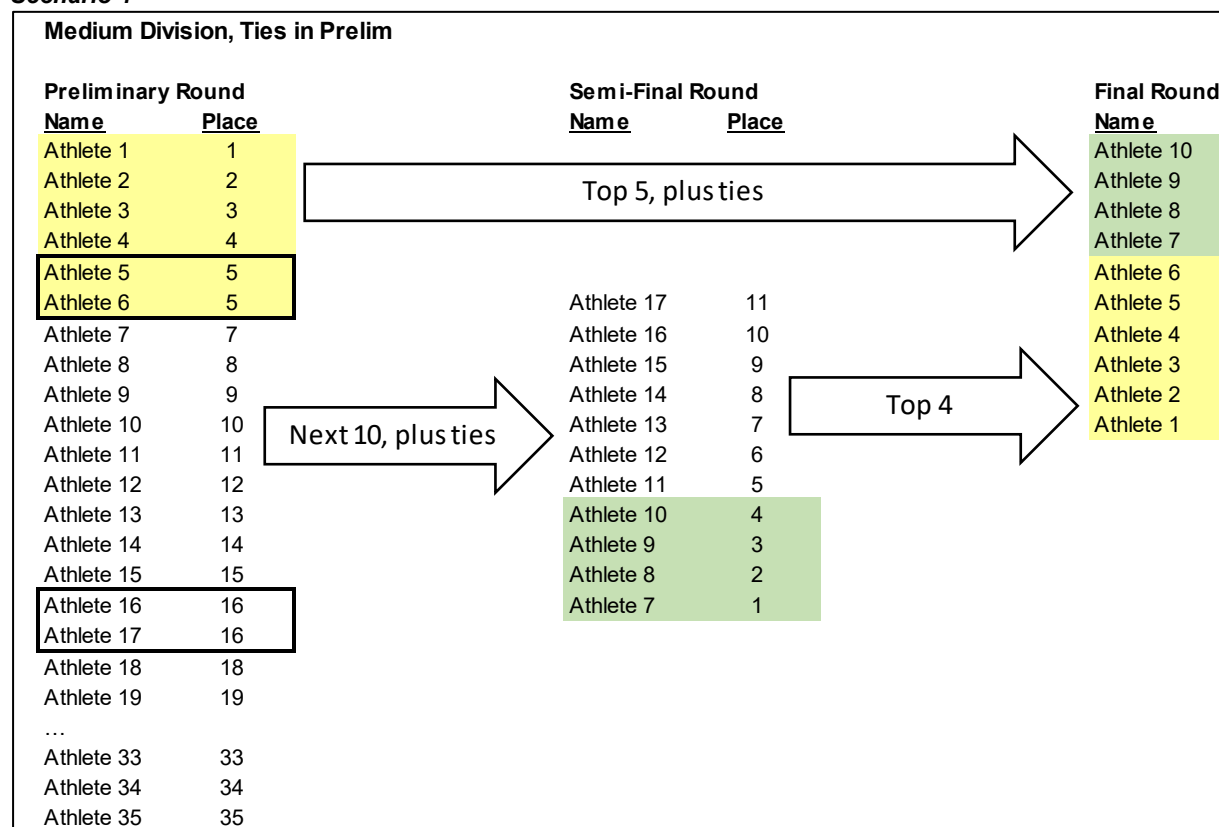 Medium Division, Ties in Prelim
Preliminary Round Semi-Final Round Final Round
Name Place Name Place Name
Athlete 1 1 Athlete 10
Athlete 2 2 Top 5, plus ties Athlete 9
Athlete 3 3 Athlete 8
Athlete 4 4 Athlete 7
Athlete 5 5 Athlete 6
Athlete 6 5 Athlete 17 11 Athlete 5
Athlete 7 7 Athlete 16 10 Athlete 4
Athlete 8 8 Athlete 15 9 Athlete 3
Athlete 9 9 Athlete 14 8 Top 4 Athlete 2
Athlete 10 10 Next 10, plus ties Athlete 13 7 Athlete 1
Athlete 11 11 Athlete 12 6
Athlete 12 12 Athlete 11 5
Athlete 13 13 Athlete 10 4
Athlete 14 14 Athlete 9 3
Athlete 15 15 Athlete 8 2
Athlete 16 16 Athlete 7 1
Athlete 17 16
Athlete 18 18
Athlete 19 19
…
Athlete 33 33
Athlete 34 34
Athlete 35 35